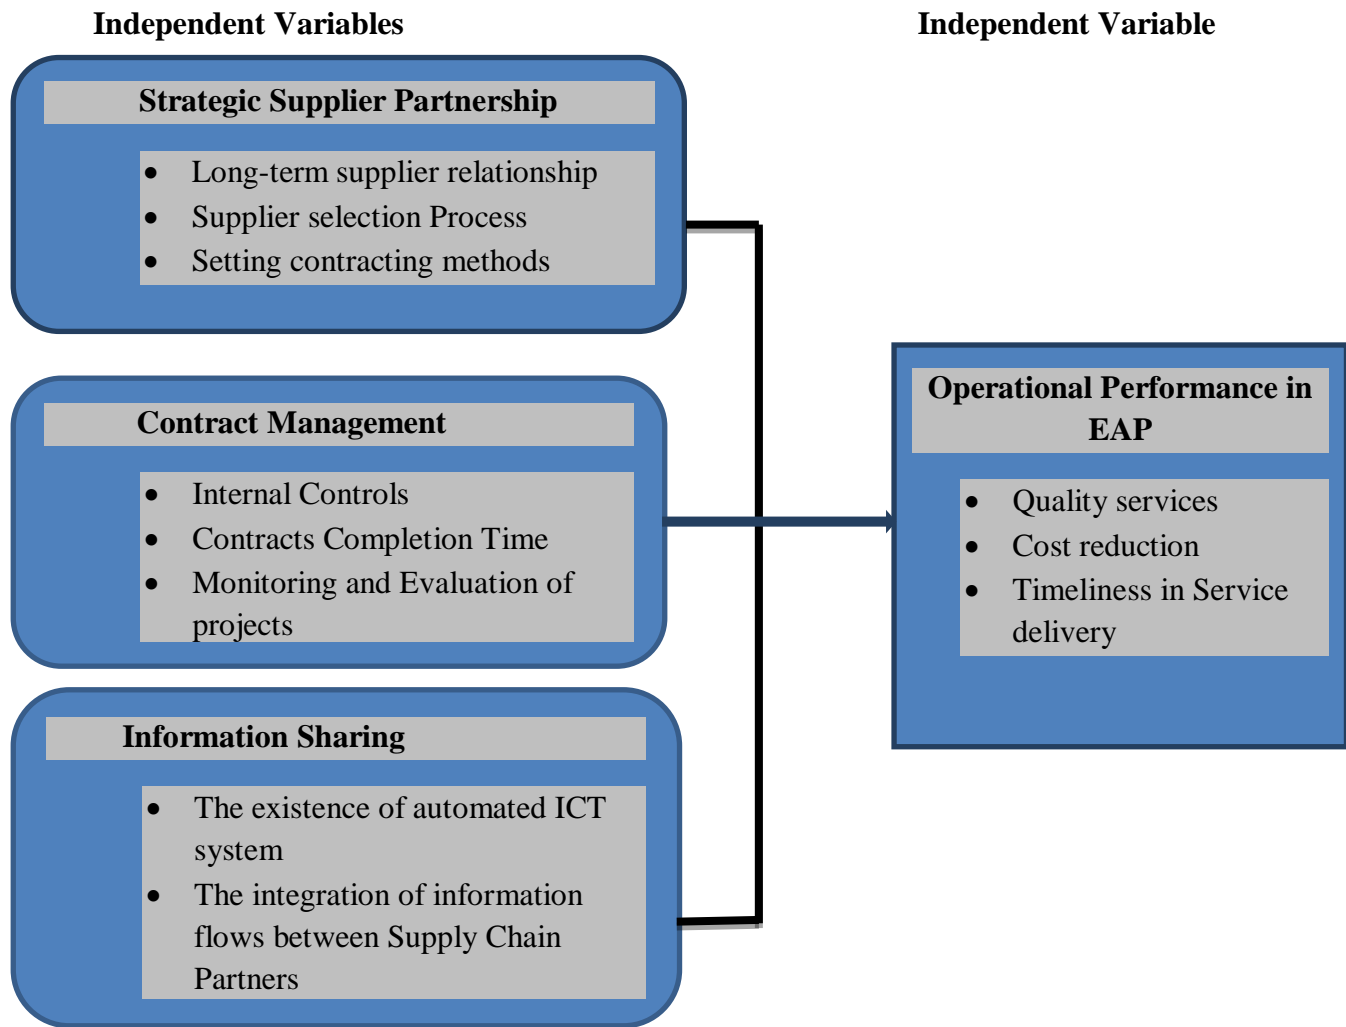 Independent Variables
Independent Variable
Strategic Supplier Partnership
• Long-term supplier relationship
• Supplier selection Process
• Setting contracting methods
Contract Management
• Internal Controls
• Contracts Completion Time
• Monitoring and Evaluation of
projects
Information Sharing
• The existence of automated ICT
system
• The integration of information
flows between Supply Chain
Partners
Operational Performance in
EAP
• Quality services
• Cost reduction
• Timeliness in Service
delivery